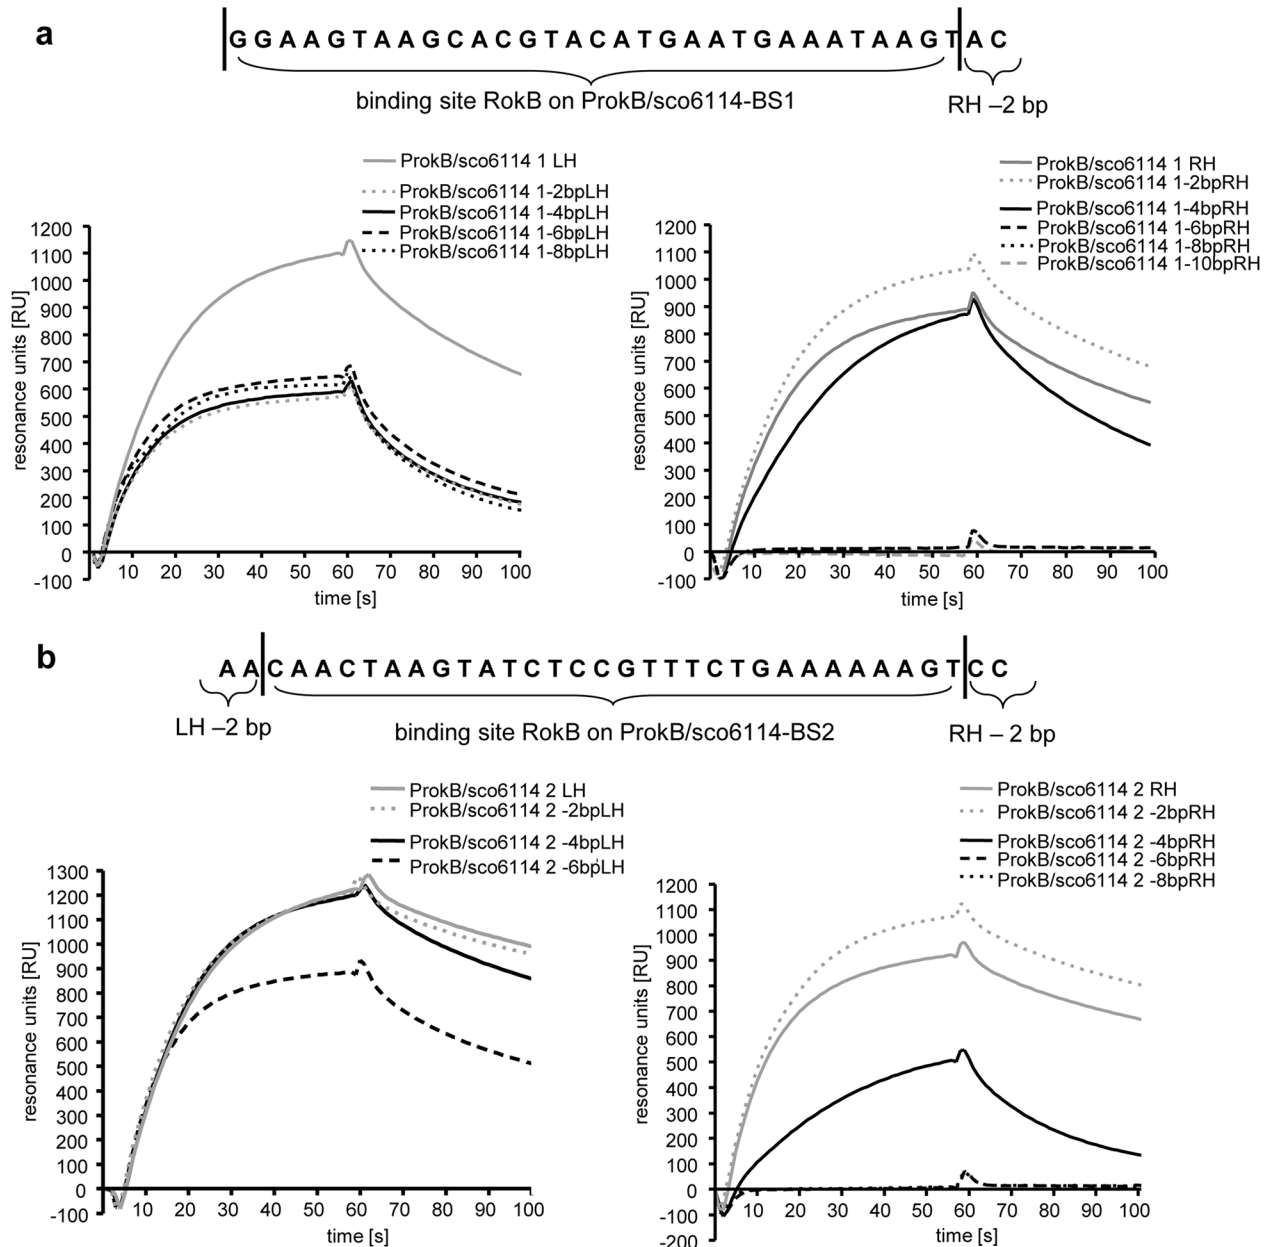 a
GGAAGTAAGCACGTACATGAATGAAATAAGTAC
binding site RokB on ProkB/sco6114-BS1
RH –2 bp
ProkB/sco6114 1 LH
ProkB/sco6114 1-2bpLH
ProkB/sco6114 1-4bpLH
ProkB/sco6114 1-6bpLH
ProkB/sco6114 1-8bpLH
1200
1100
1000
900
800
700
600
500
400
300
200
100
0
-100
resonance units [RU]
10 20 30 40 50 60 70 80 90 100
time [s]
ProkB/sco6114 1 RH
ProkB/sco6114 1-2bpRH
ProkB/sco6114 1-4bpRH
ProkB/sco6114 1-6bpRH
ProkB/sco6114 1-8bpRH
ProkB/sco6114 1-10bpRH
1200
1100
1000
900
800
700
600
500
400
300
200
100
0
-100
resonance units [RU]
10 20 30 40 50 60 70 80 90 100
time [s]
b
AACAACTAAGTATCTCCGTTTCTGAAAAAAGTCC
LH –2 bp
binding site RokB on ProkB/sco6114-BS2
RH – 2 bp
ProkB/sco6114 2 LH
ProkB/sco6114 2 -2bpLH
ProkB/sco6114 2 -4bpLH
ProkB/sco6114 2 -6bpLH
1300
1200
1100
1000
900
800
700
600
500
400
300
200
100
0
-100
resonance units [RU]
10 20 30 40 50 60 70 80 90 100
time [s]
ProkB/sco6114 2 RH
ProkB/sco6114 2 -2bpRH
ProkB/sco6114 2 -4bpRH
ProkB/sco6114 2 -6bpRH
ProkB/sco6114 2 -8bpRH
1200
1100
1000
900
800
700
600
500
400
300
200
100
0
-100
-200
resonance units [RU]
10 20 30 40 50 60 70 80 90 100
time [s]